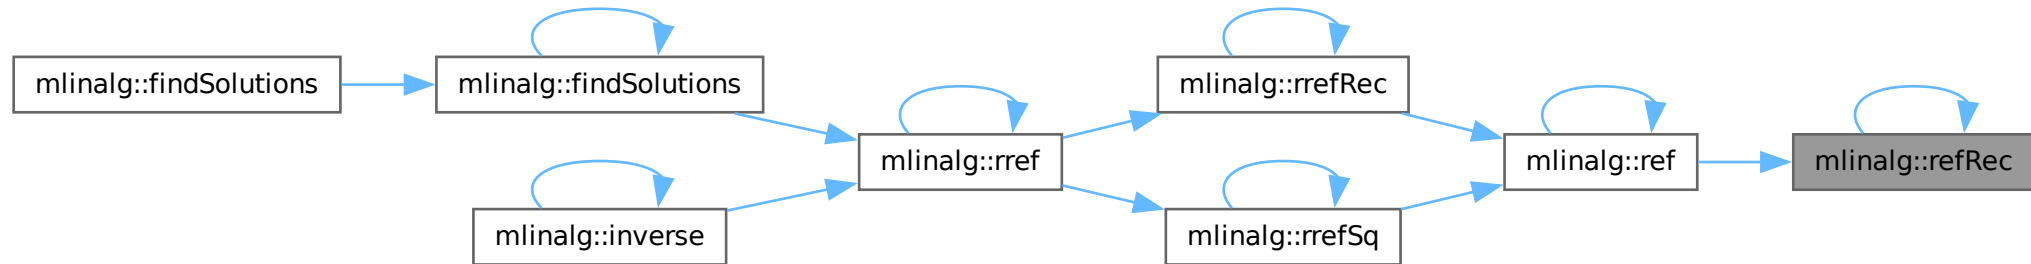 mlinalg::findSolutions
mlinalg::findSolutions
mlinalg::inverse
mlinalg::rref
mlinalg::rrefRec
mlinalg::rrefSq
mlinalg::ref
mlinalg::refRec